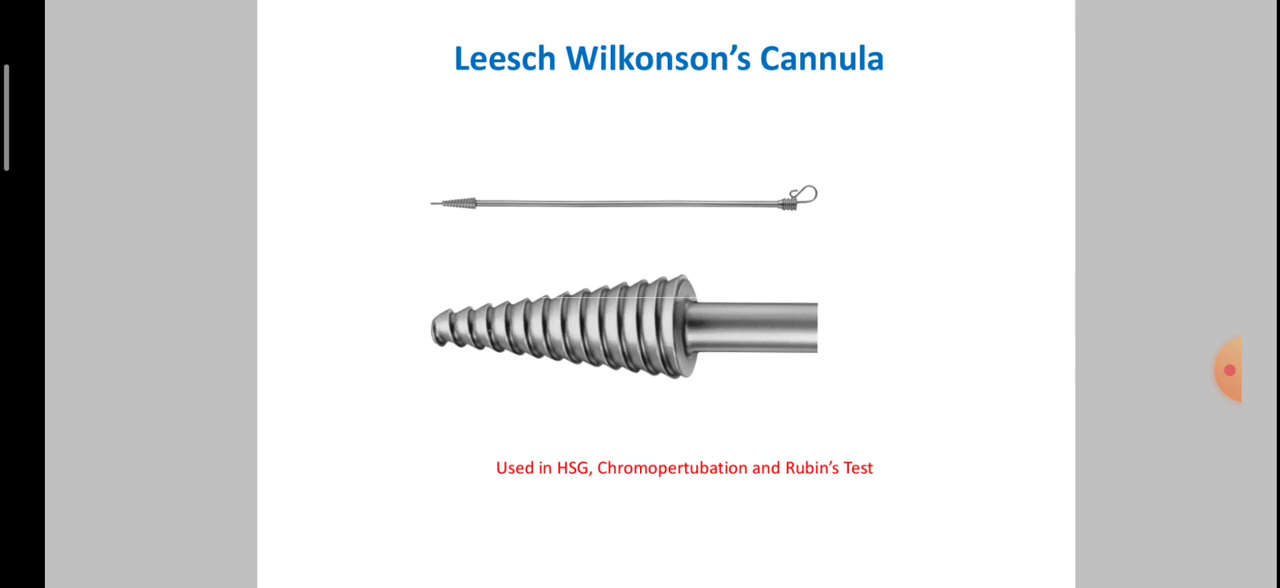 Leesch Wilkonson’s Cannula
Used in HSG, Chromopertubation and Rubin’s Test